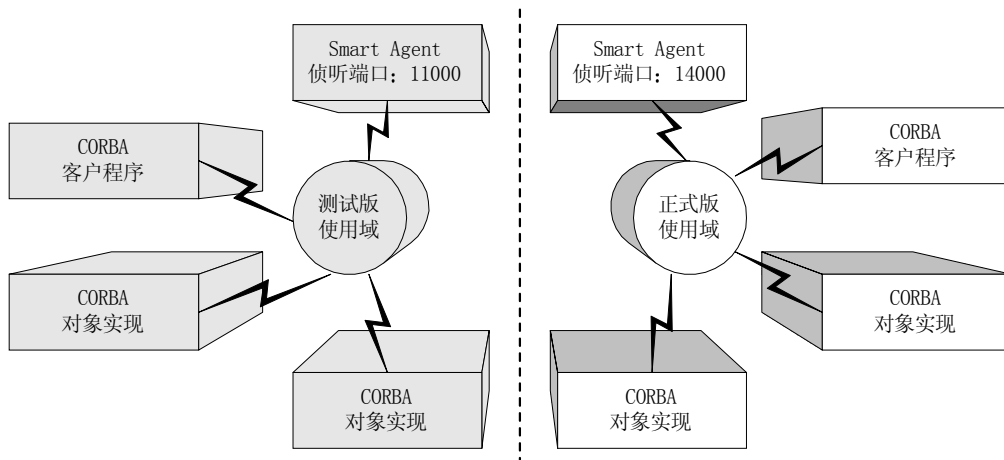 Smart Agent
侦听端口: 11000
CORBA
客户程序
测试版
使用域
CORBA
对象实现
CORBA
对象实现
Smart Agent
侦听端口: 14000
CORBA
客户程序
正式版
使用域
CORBA
对象实现
CORBA
对象实现